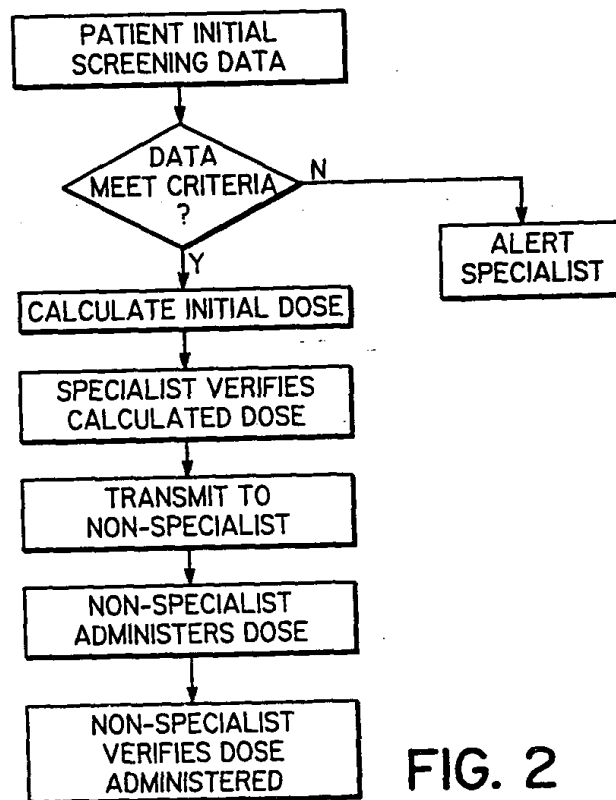 PATIENT INITIAL
SCREENING DATA
DATA
MEET CRITERIA
?
N
ALERT
SPECIALIST
Y
CALCULATE INITIAL DOSE
SPECIALIST VERIFIES
CALCULATED DOSE
TRANSMIT TO
NON-SPECIALIST
NON-SPECIALIST
ADMINISTERS DOSE
NON-SPECIALIST
VERIFIES DOSE
ADMINISTERED
FIG. 2